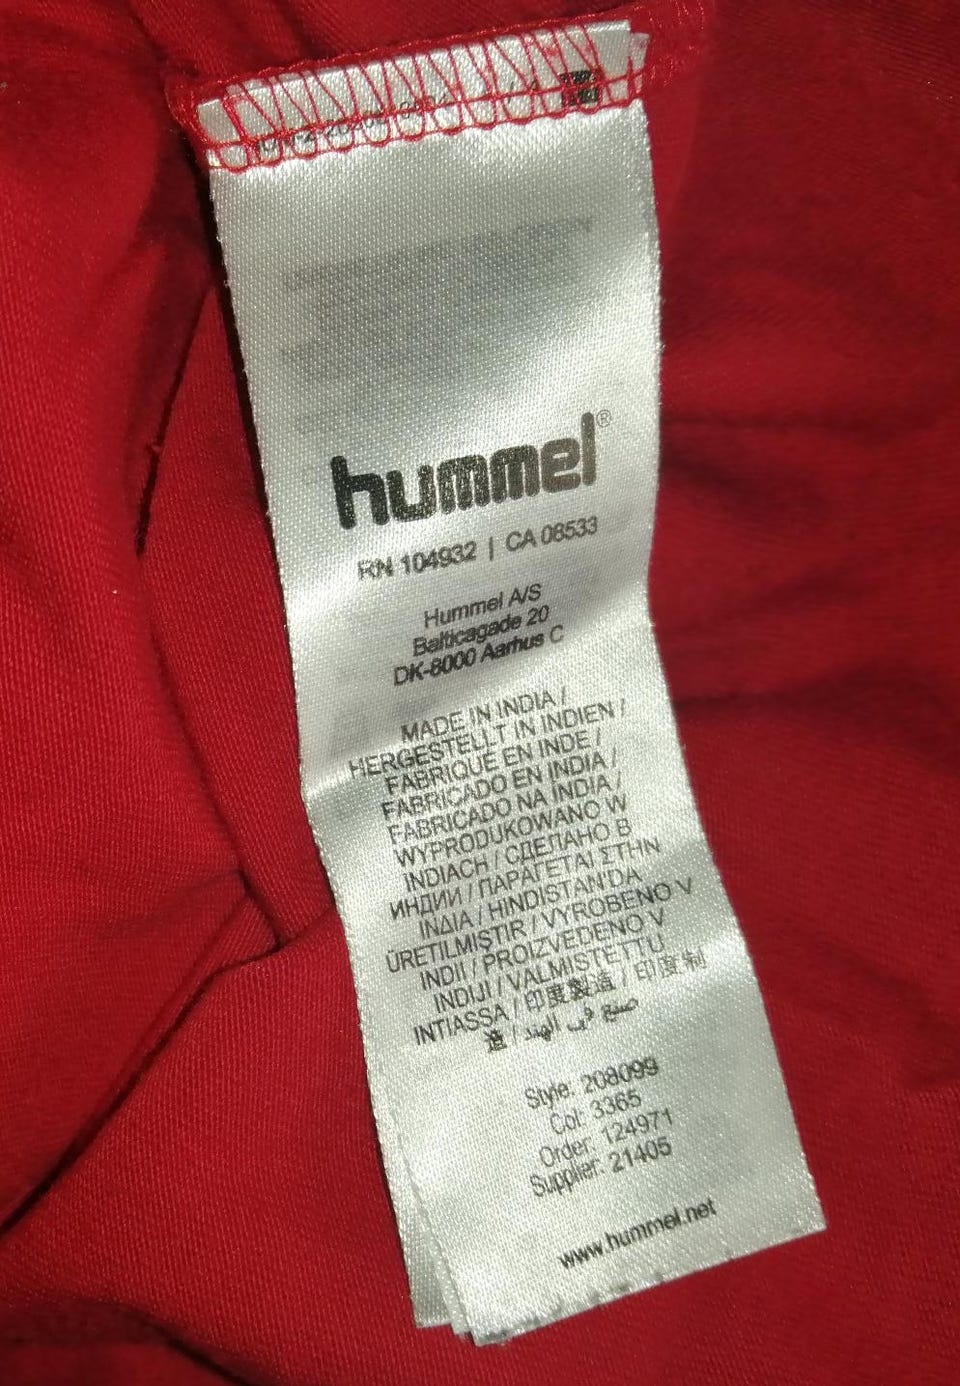 hummel®
RN 104932 | CA 08533
Hummel A/S
Balticagade 20
DK-8000 Aarhus C
MADE IN INDIA /
HERGESTELLT IN INDIEN /
FABRIQUÉ EN INDE /
FABRICADO EN INDIA /
FABRICADO NA INDIA /
WYPRODUKOWANO W
INDIACH / СДЕЛАНО В
ИНДИИ / ΠΑΡΑΓΕΤΑΙ ΣΤΗΝ
ΙΝΔΙΑ / HINDISTAN'DA
ÜRETILMIŞTIR / VYROBENO V
INDII / PROIZVEDENO V
INDIJI / VALMISTETTU
INTIASSA / 印度製造 / 印度制
造 / صنع في الهند
Style: 208099
Col: 3365
Order: 124971
Supplier: 21405
www.hummel.net